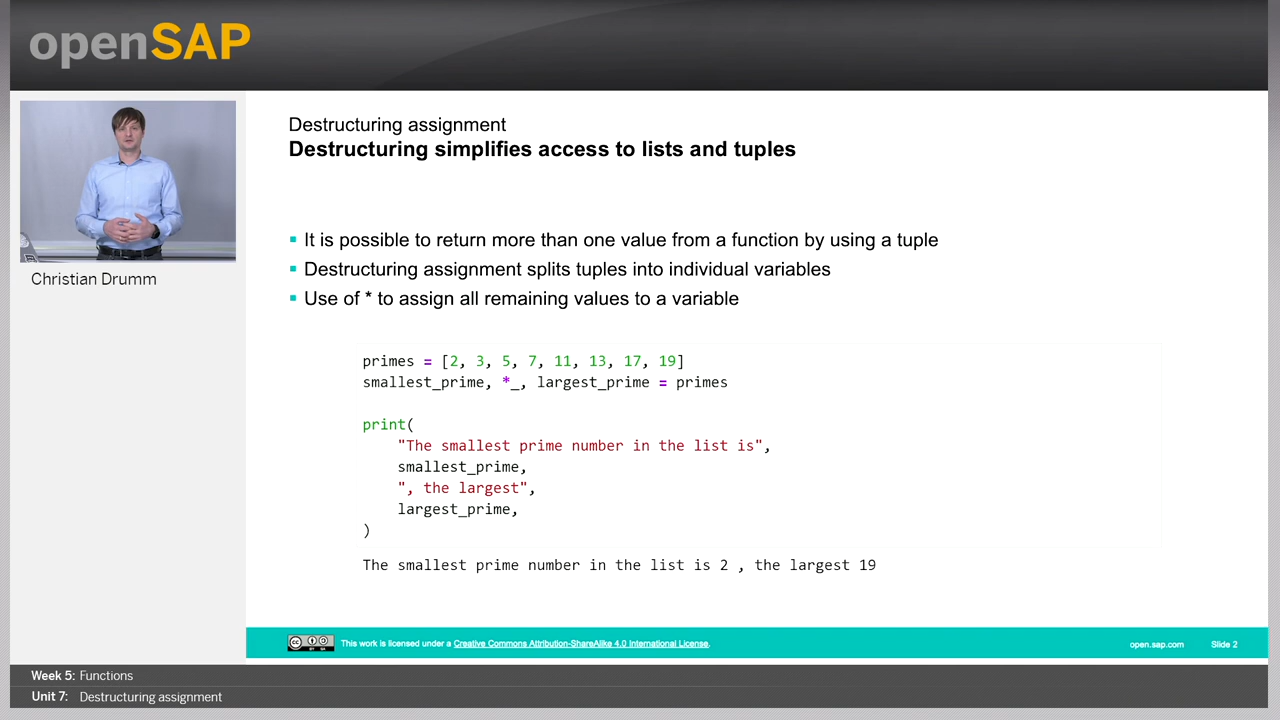 openSAP
Christian Drumm
Destructuring assignment
Destructuring simplifies access to lists and tuples
It is possible to return more than one value from a function by using a tuple
Destructuring assignment splits tuples into individual variables
Use of * to assign all remaining values to a variable
primes = [2, 3, 5, 7, 11, 13, 17, 19]
smallest_prime, *_, largest_prime = primes
print(
    "The smallest prime number in the list is",
    smallest_prime,
    ", the largest",
    largest_prime,
)
The smallest prime number in the list is 2 , the largest 19
cc BY SA
This work is licensed under a Creative Commons Attribution-ShareAlike 4.0 International License.
open.sap.com
Slide 2
Week 5: Functions
Unit 7: Destructuring assignment